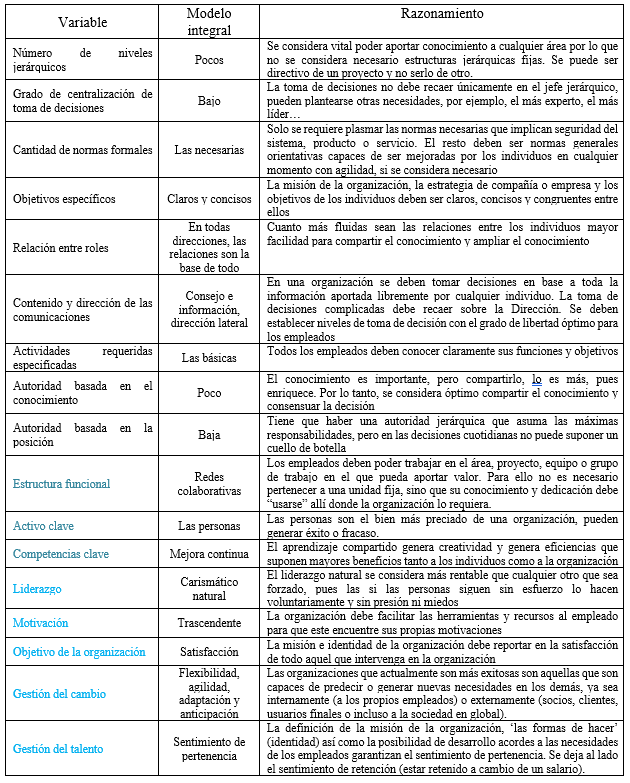 Variable
Modelo
integral
Razonamiento
Número de niveles
jerárquicos
Pocos
Se considera vital poder aportar conocimiento a cualquier área por lo que
no se considera necesario estructuras jerárquicas fijas. Se puede ser
directivo de un proyecto y no serlo de otro.
Grado de centralización de
toma de decisiones
Bajo
La toma de decisiones no debe recaer únicamente en el jefe jerárquico,
pueden plantearse otras necesidades, por ejemplo, el más experto, el más
líder…
Cantidad de normas formales
Las necesarias
Solo se requiere plasmar las normas necesarias que implican seguridad del
sistema, producto o servicio. El resto deben ser normas generales
orientativas capaces de ser mejoradas por los individuos en cualquier
momento con agilidad, si se considera necesario
Objetivos específicos
Claros y concisos
La misión de la organización, la estrategia de compañía o empresa y los
objetivos de los individuos deben ser claros, concisos y congruentes entre
ellos
Relación entre roles
En todas
direcciones, las
relaciones son la
base de todo
Cuanto más fluidas sean las relaciones entre los individuos mayor
facilidad para compartir el conocimiento y ampliar el conocimiento
Contenido y dirección de las
comunicaciones
Consejo e
información,
dirección lateral
En una organización se deben tomar decisiones en base a toda la
información aportada libremente por cualquier individuo. La toma de
decisiones complicadas debe recaer sobre la Dirección. Se deben
establecer niveles de toma de decisión con el grado de libertad óptimo para
los empleados
Actividades requeridas
especificadas
Las básicas
Todos los empleados deben conocer claramente sus funciones y objetivos
Autoridad basada en el
conocimiento
Poco
El conocimiento es importante, pero compartirlo, lo es más, pues
enriquece. Por lo tanto, se considera óptimo compartir el conocimiento y
consensuar la decisión
Autoridad basada en la
posición
Baja
Tiene que haber una autoridad jerárquica que asuma las máximas
responsabilidades, pero en las decisiones cuotidianas no puede suponer un
cuello de botella
Estructura funcional
Redes
colaborativas
Los empleados deben poder trabajar en el área, proyecto, equipo o grupo
de trabajo en el que pueda aportar valor. Para ello no es necesario
pertenecer a una unidad fija, sino que su conocimiento y dedicación debe
“usarse” allí donde la organización lo requiera.
Activo clave
Las personas
Las personas son el bien más preciado de una organización, pueden
generar éxito o fracaso.
Competencias clave
Mejora continua
El aprendizaje compartido genera creatividad y genera eficiencias que
suponen mayores beneficios tanto a los individuos como a la organización
Liderazgo
Carismático
natural
El liderazgo natural se considera más rentable que cualquier otro que sea
forzado, pues las si las personas siguen sin esfuerzo lo hacen
voluntariamente y sin presión ni miedos
Motivación
Trascendente
La organización debe facilitar las herramientas y recursos al empleado
para que este encuentre sus propias motivaciones
Objetivo de la organización
Satisfacción
La misión e identidad de la organización debe reportar en la satisfacción
de todo aquel que intervenga en la organización
Gestión del cambio
Flexibilidad,
agilidad,
adaptación y
anticipación
Las organizaciones que actualmente son más exitosas son aquellas que son
capaces de predecir o generar nuevas necesidades en los demás, ya sea
internamente (a los propios empleados) o externamente (socios, clientes,
usuarios finales o incluso a la sociedad en global).
Gestión del talento
Sentimiento de
pertenencia
La definición de la misión de la organización, ‘las formas de hacer’
(identidad) así como la posibilidad de desarrollo acordes a las necesidades
de los empleados garantizan el sentimiento de pertenencia. Se deja al lado
el sentimiento de retención (estar retenido a cambio de un salario).